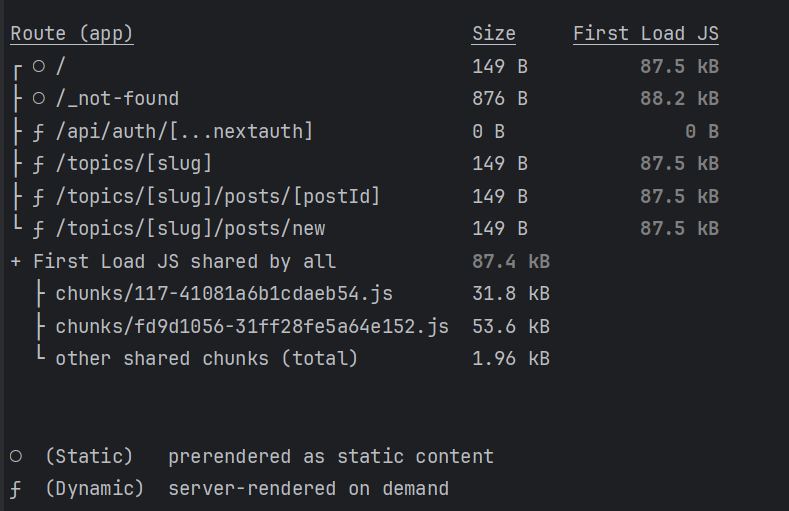 Route (app)                              Size     First Load JS
┌ ○ /                                    149 B          87.5 kB
├ ○ /_not-found                          876 B          88.2 kB
├ ƒ /api/auth/[...nextauth]              0 B                0 B
├ ƒ /topics/[slug]                       149 B          87.5 kB
├ ƒ /topics/[slug]/posts/[postId]        149 B          87.5 kB
└ ƒ /topics/[slug]/posts/new             149 B          87.5 kB
+ First Load JS shared by all            87.4 kB
  ├ chunks/117-41081a6b1cdaeb54.js       31.8 kB
  ├ chunks/fd9d1056-31ff28fe5a64e152.js  53.6 kB
  └ other shared chunks (total)          1.96 kB
○  (Static)   prerendered as static content
ƒ  (Dynamic)  server-rendered on demand